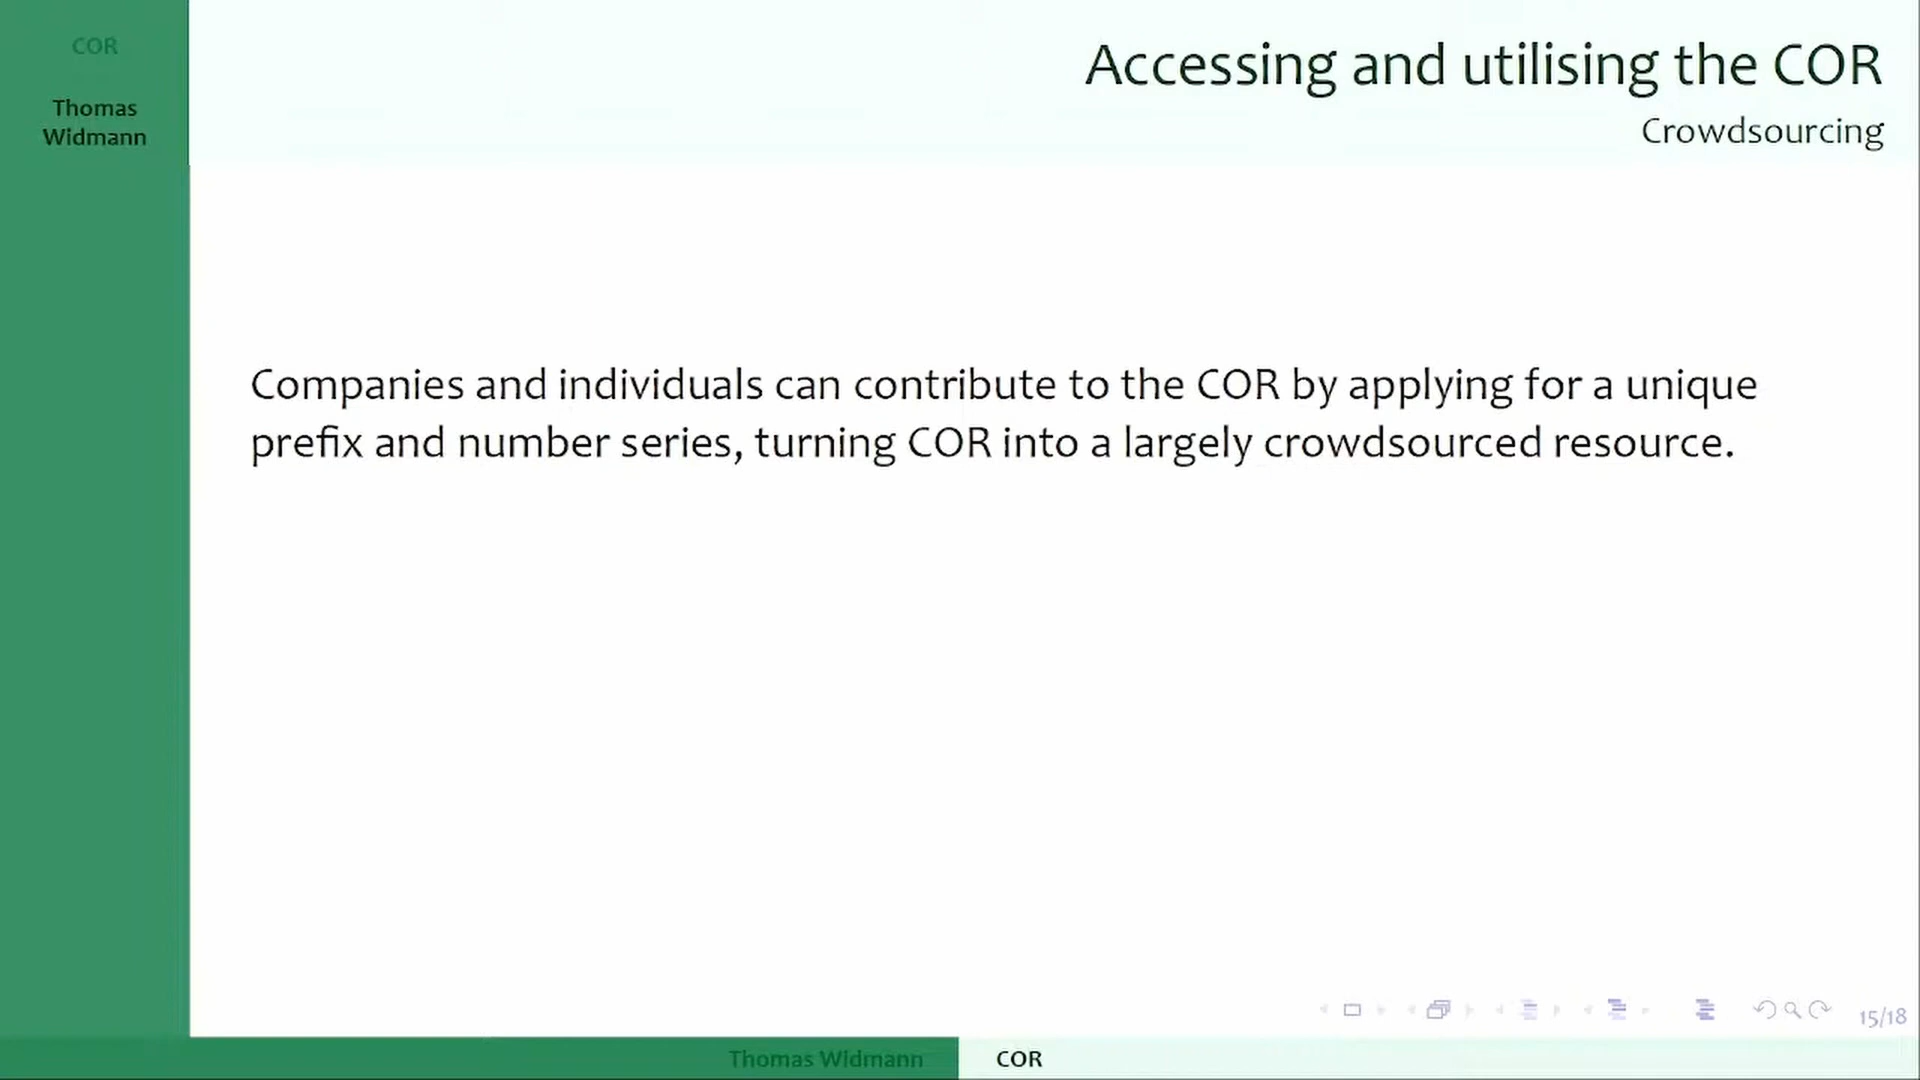 COR
Thomas
Widmann
Accessing and utilising the COR
Crowdsourcing
Companies and individuals can contribute to the COR by applying for a unique
prefix and number series, turning COR into a largely crowdsourced resource.
15/18
Thomas Widmann
COR